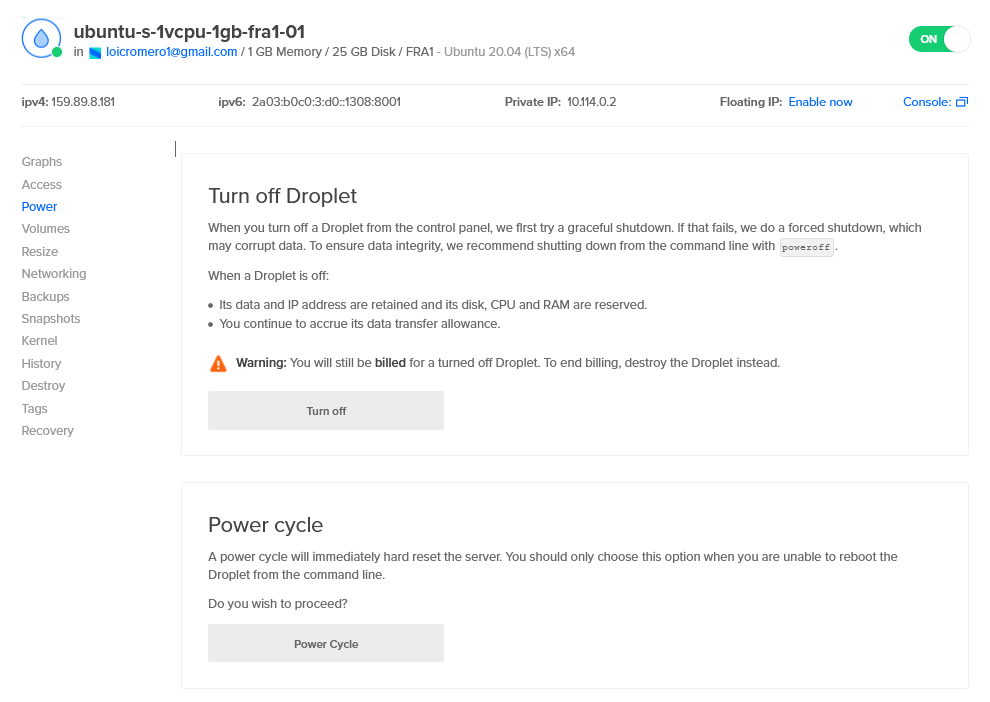 ubuntu-s-1vcpu-1gb-fra1-01
in loicromero1@gmail.com / 1 GB Memory / 25 GB Disk / FRA1 - Ubuntu 20.04 (LTS) x64
ON
ipv4: 159.89.8.181 ipv6: 2a03:b0c0:3:d0::1308:8001 Private IP: 10.114.0.2 Floating IP: Enable now Console:
Graphs
Access
Power
Volumes
Resize
Networking
Backups
Snapshots
Kernel
History
Destroy
Tags
Recovery
Turn off Droplet
When you turn off a Droplet from the control panel, we first try a graceful shutdown. If that fails, we do a forced shutdown, which
may corrupt data. To ensure data integrity, we recommend shutting down from the command line with poweroff.
When a Droplet is off:
• Its data and IP address are retained and its disk, CPU and RAM are reserved.
• You continue to accrue its data transfer allowance.
Warning: You will still be billed for a turned off Droplet. To end billing, destroy the Droplet instead.
Turn off
Power cycle
A power cycle will immediately hard reset the server. You should only choose this option when you are unable to reboot the
Droplet from the command line.
Do you wish to proceed?
Power Cycle